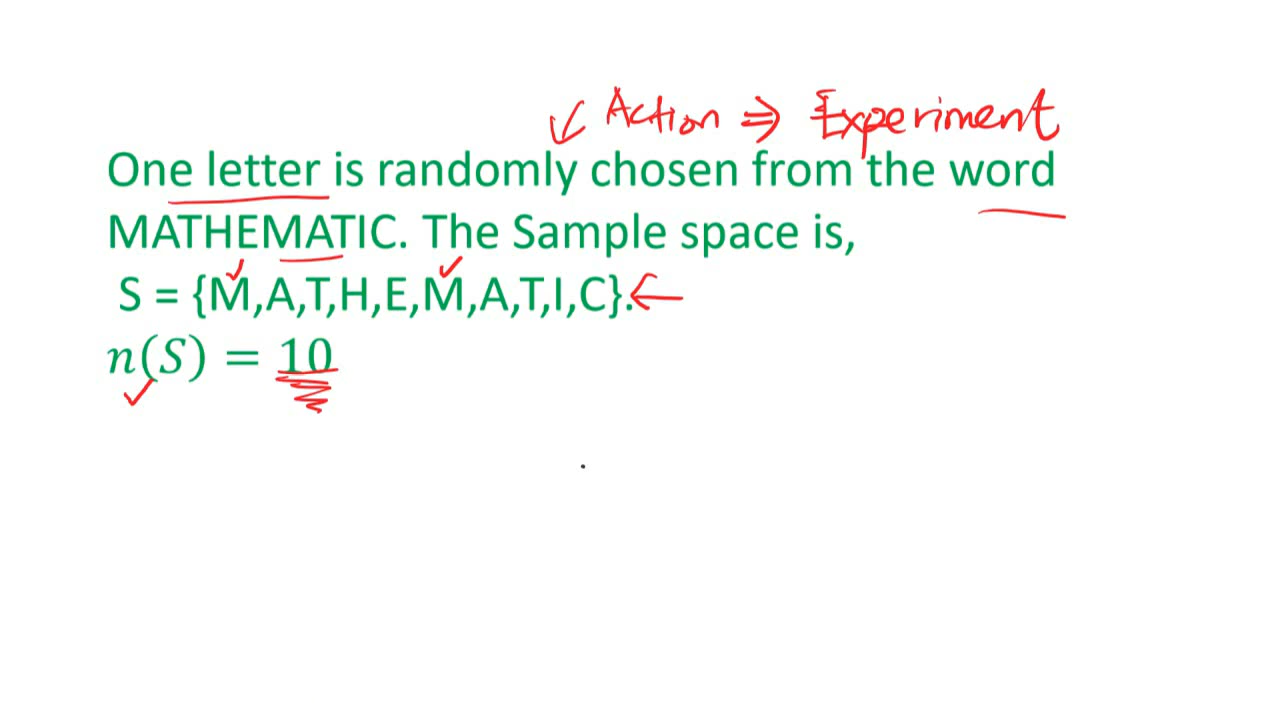 Action ⇒ Experiment
One letter is randomly chosen from the word
MATHEMATIC. The Sample space is,
S = {M,A,T,H,E,M,A,T,I,C}.
n(S) = 10